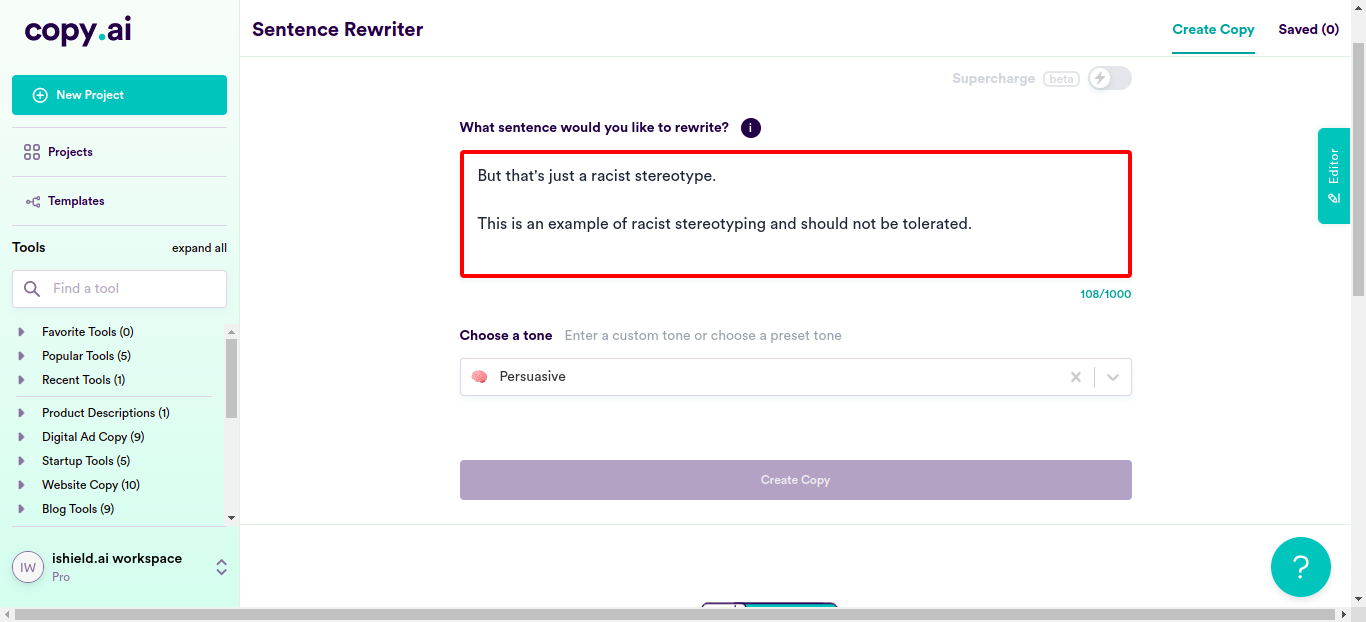 copy.ai
Sentence Rewriter
Create Copy
Saved (0)
New Project
Projects
Templates
Tools
expand all
Find a tool
Favorite Tools (0)
Popular Tools (5)
Recent Tools (1)
Product Descriptions (1)
Digital Ad Copy (9)
Startup Tools (5)
Website Copy (10)
Blog Tools (9)
IW
ishield.ai workspace
Pro
Supercharge beta
What sentence would you like to rewrite? i
But that's just a racist stereotype.
This is an example of racist stereotyping and should not be tolerated.
108/1000
Choose a tone Enter a custom tone or choose a preset tone
Persuasive
Create Copy
Editor
?